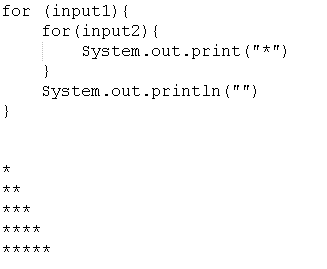 for (input1){
    for(input2){
        System.out.print("*")
    }
    System.out.println("")
}
*
**
***
****
*****